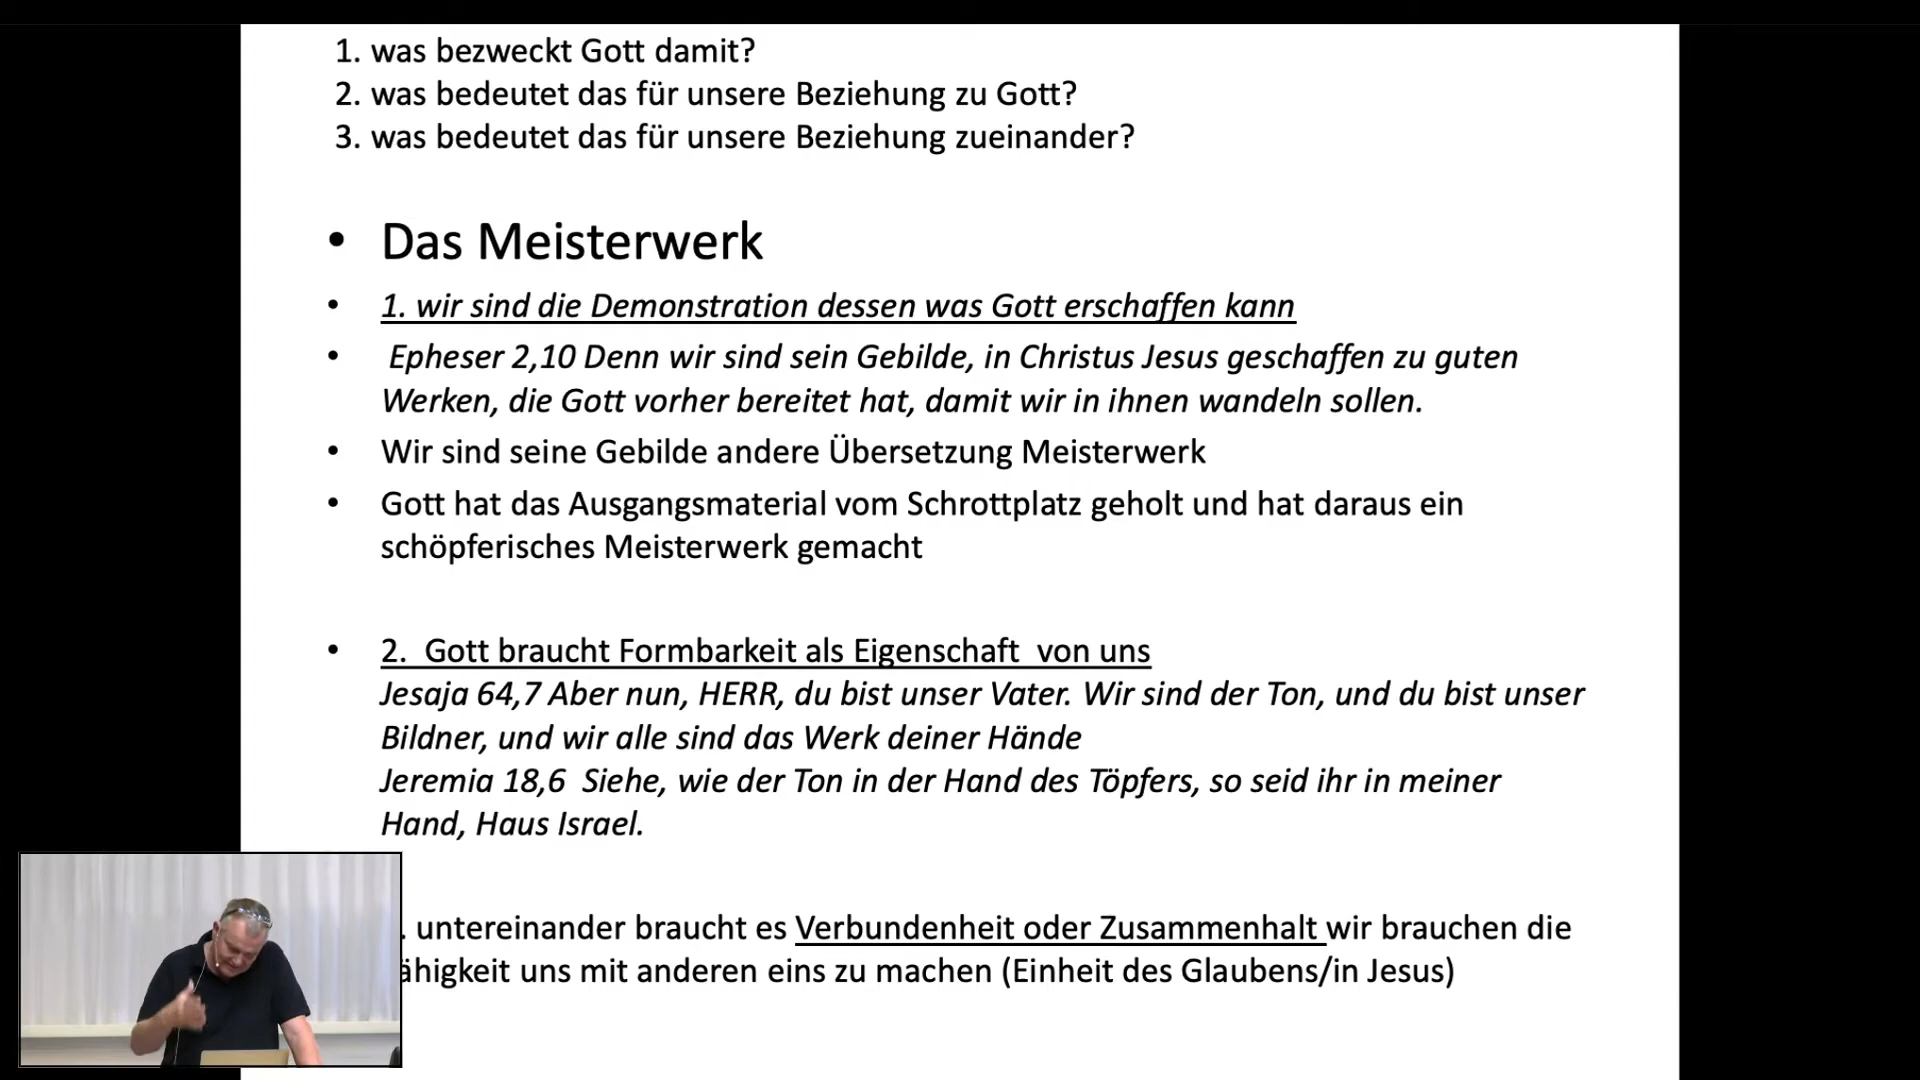 1. was bezweckt Gott damit?
2. was bedeutet das für unsere Beziehung zu Gott?
3. was bedeutet das für unsere Beziehung zueinander?
• Das Meisterwerk
• 1. wir sind die Demonstration dessen was Gott erschaffen kann
• Epheser 2,10 Denn wir sind sein Gebilde, in Christus Jesus geschaffen zu guten
Werken, die Gott vorher bereitet hat, damit wir in ihnen wandeln sollen.
• Wir sind seine Gebilde andere Übersetzung Meisterwerk
• Gott hat das Ausgangsmaterial vom Schrottplatz geholt und hat daraus ein
schöpferisches Meisterwerk gemacht
• 2. Gott braucht Formbarkeit als Eigenschaft von uns
Jesaja 64,7 Aber nun, HERR, du bist unser Vater. Wir sind der Ton, und du bist unser
Bildner, und wir alle sind das Werk deiner Hände
Jeremia 18,6 Siehe, wie der Ton in der Hand des Töpfers, so seid ihr in meiner
Hand, Haus Israel.
. untereinander braucht es Verbundenheit oder Zusammenhalt wir brauchen die
ähigkeit uns mit anderen eins zu machen (Einheit des Glaubens/in Jesus)